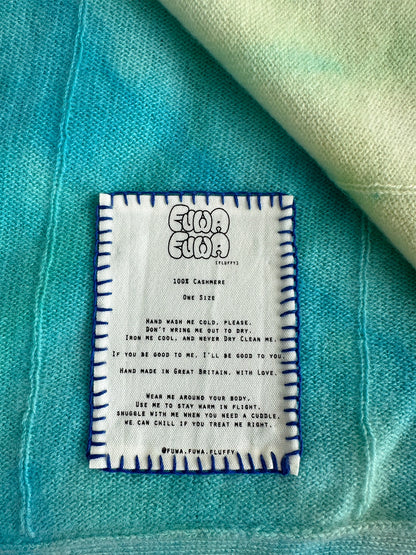 FUWA
FUWA
[FLUFFY]
100% CASHMERE
ONE SIZE
HAND WASH ME COLD, PLEASE.
DON'T WRING ME OUT TO DRY.
IRON ME COOL, AND NEVER DRY CLEAN ME.
IF YOU BE GOOD TO ME, I'LL BE GOOD TO YOU.
HAND MADE IN GREAT BRITAIN, WITH LOVE.
WEAR ME AROUND YOUR BODY.
USE ME TO STAY WARM IN FLIGHT.
SNUGGLE WITH ME WHEN YOU NEED A CUDDLE.
WE CAN CHILL IF YOU TREAT ME RIGHT.
@FUWA.FUWA.FLUFFY